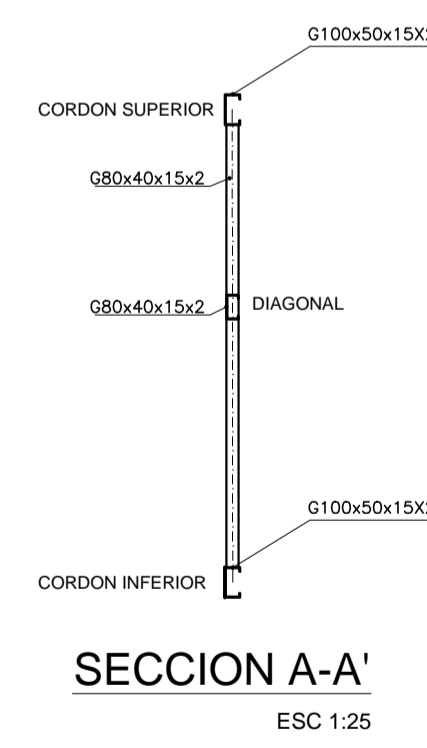 G100x50x15X2
CORDON SUPERIOR
G80x40x15x2
G80x40x15x2
DIAGONAL
G100x50x15X2
CORDON INFERIOR
SECCION A-A'
ESC 1:25